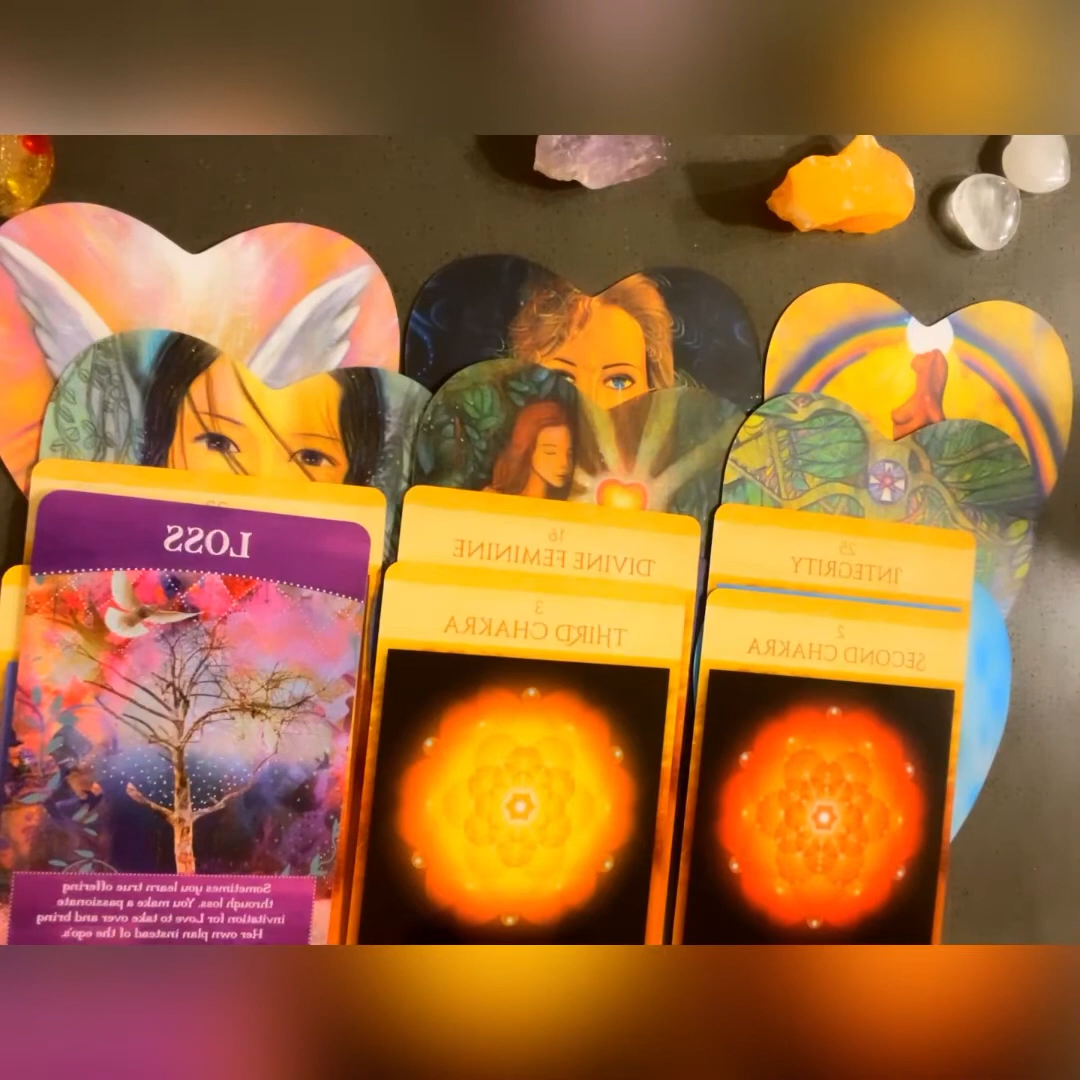 LOSS
Sometimes you learn true offering
through loss. You make a passionate
invitation for Love to take over and bring
Her own plan instead of the ego's.
16
DIVINE FEMININE
3
THIRD CHAKRA
25
INTEGRITY
2
SECOND CHAKRA